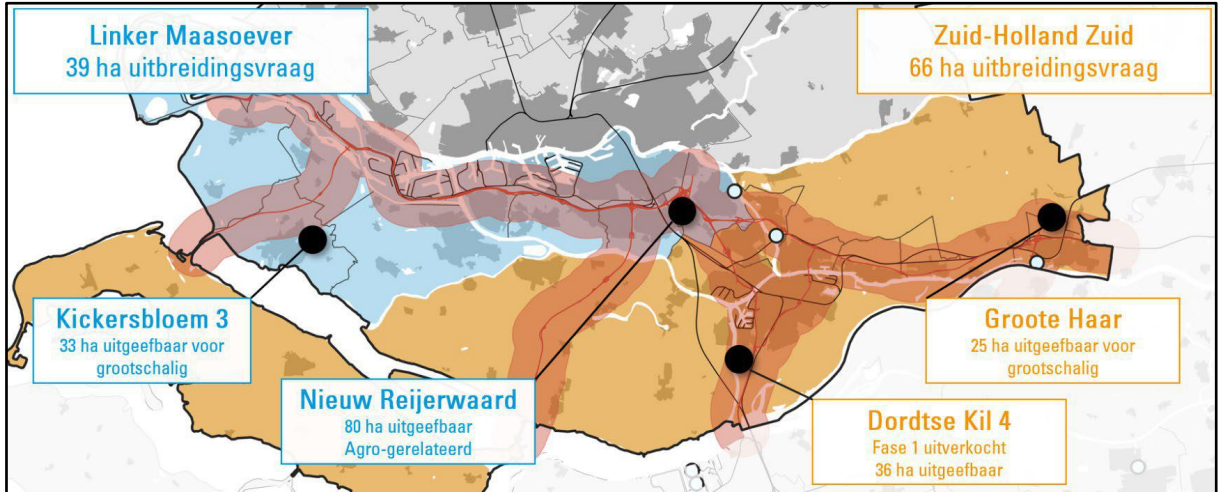 Linker Maasoever
39 ha uitbreidingsvraag
Zuid-Holland Zuid
66 ha uitbreidingsvraag
Kickersbloem 3
33 ha uitgeefbaar voor
grootschalig
Nieuw Reijerwaard
80 ha uitgeefbaar
Agro-gerelateerd
Groote Haar
25 ha uitgeefbaar voor
grootschalig
Dordtse Kil 4
Fase 1 uitverkocht
36 ha uitgeefbaar